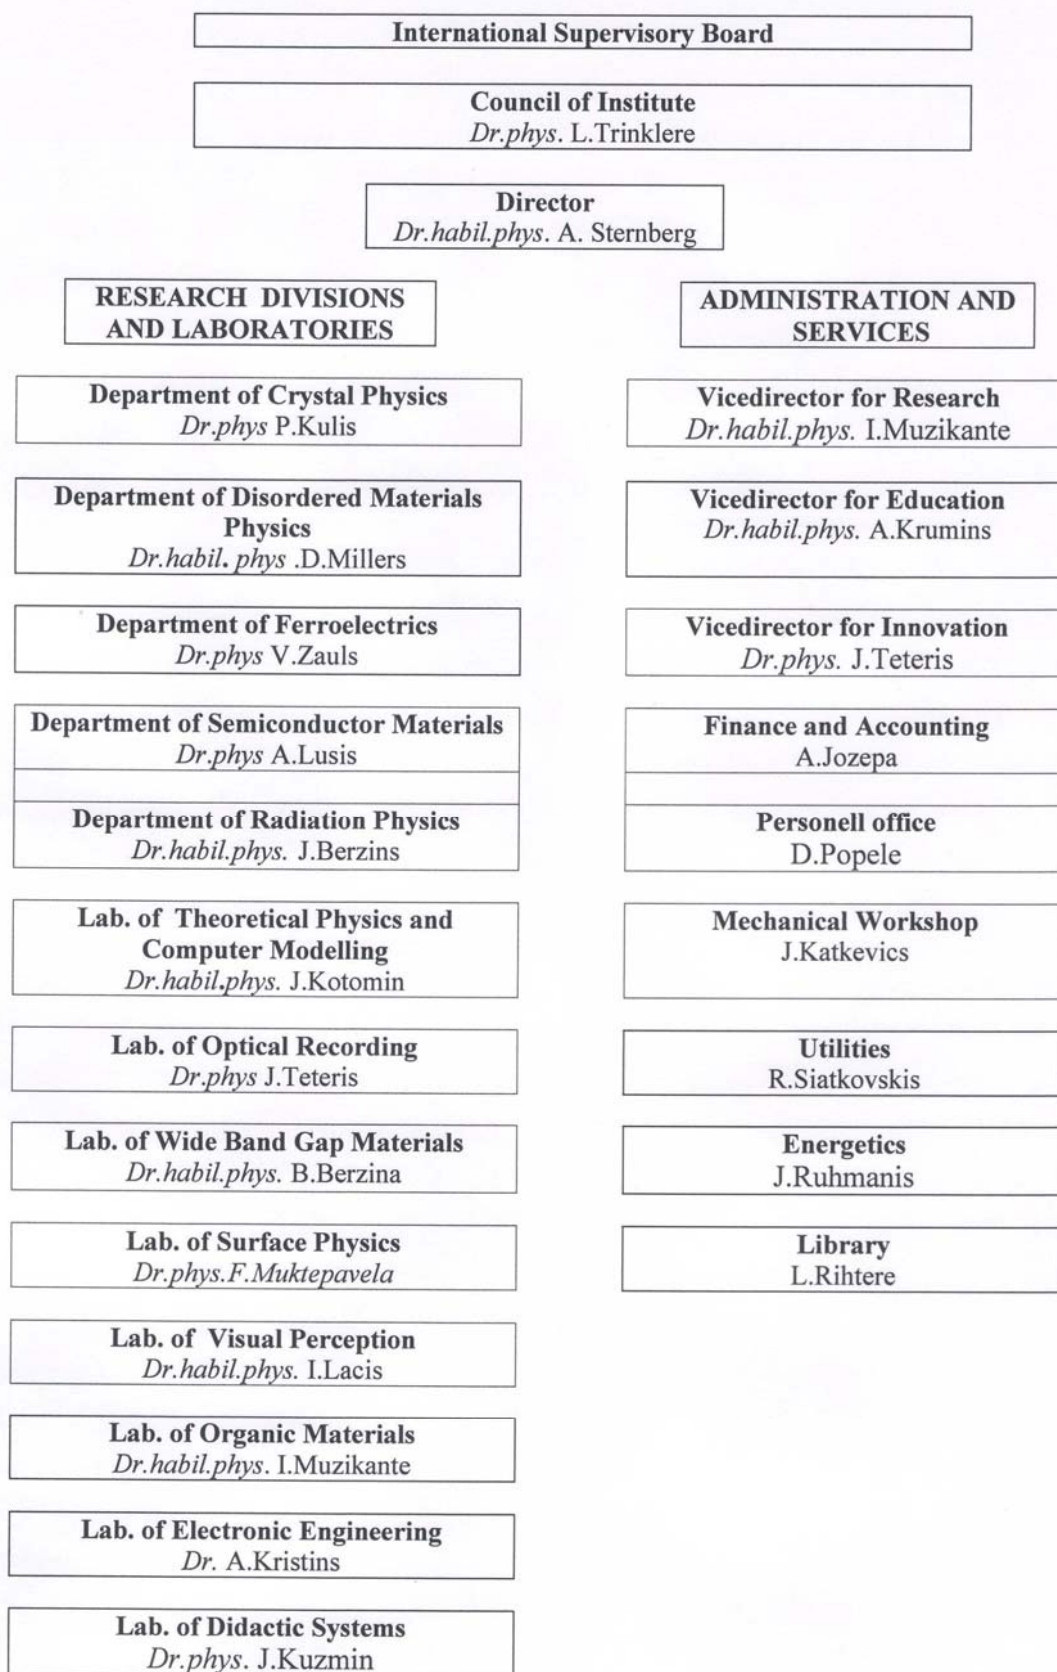 International Supervisory Board
Council of Institute
Dr.phys. L.Trinklere
Director
Dr.habil.phys. A. Sternberg
RESEARCH DIVISIONS
AND LABORATORIES
Department of Crystal Physics
Dr.phys P.Kulis
Department of Disordered Materials
Physics
Dr.habil. phys .D.Millers
Department of Ferroelectrics
Dr.phys V.Zauls
Department of Semiconductor Materials
Dr.phys A.Lusis
Department of Radiation Physics
Dr.habil.phys. J.Berzins
Lab. of Theoretical Physics and
Computer Modelling
Dr.habil.phys. J.Kotomin
Lab. of Optical Recording
Dr.phys J.Teteris
Lab. of Wide Band Gap Materials
Dr.habil.phys. B.Berzina
Lab. of Surface Physics
Dr.phys.F.Muktepavela
Lab. of Visual Perception
Dr.habil.phys. I.Lacis
Lab. of Organic Materials
Dr.habil.phys. I.Muzikante
Lab. of Electronic Engineering
Dr. A.Kristins
Lab. of Didactic Systems
Dr.phys. J.Kuzmin
ADMINISTRATION AND
SERVICES
Vicedirector for Research
Dr.habil.phys. I.Muzikante
Vicedirector for Education
Dr.habil.phys. A.Krumins
Vicedirector for Innovation
Dr.phys. J.Teteris
Finance and Accounting
A.Jozepa
Personell office
D.Popele
Mechanical Workshop
J.Katkevics
Utilities
R.Siatkovskis
Energetics
J.Ruhmanis
Library
L.Rihtere